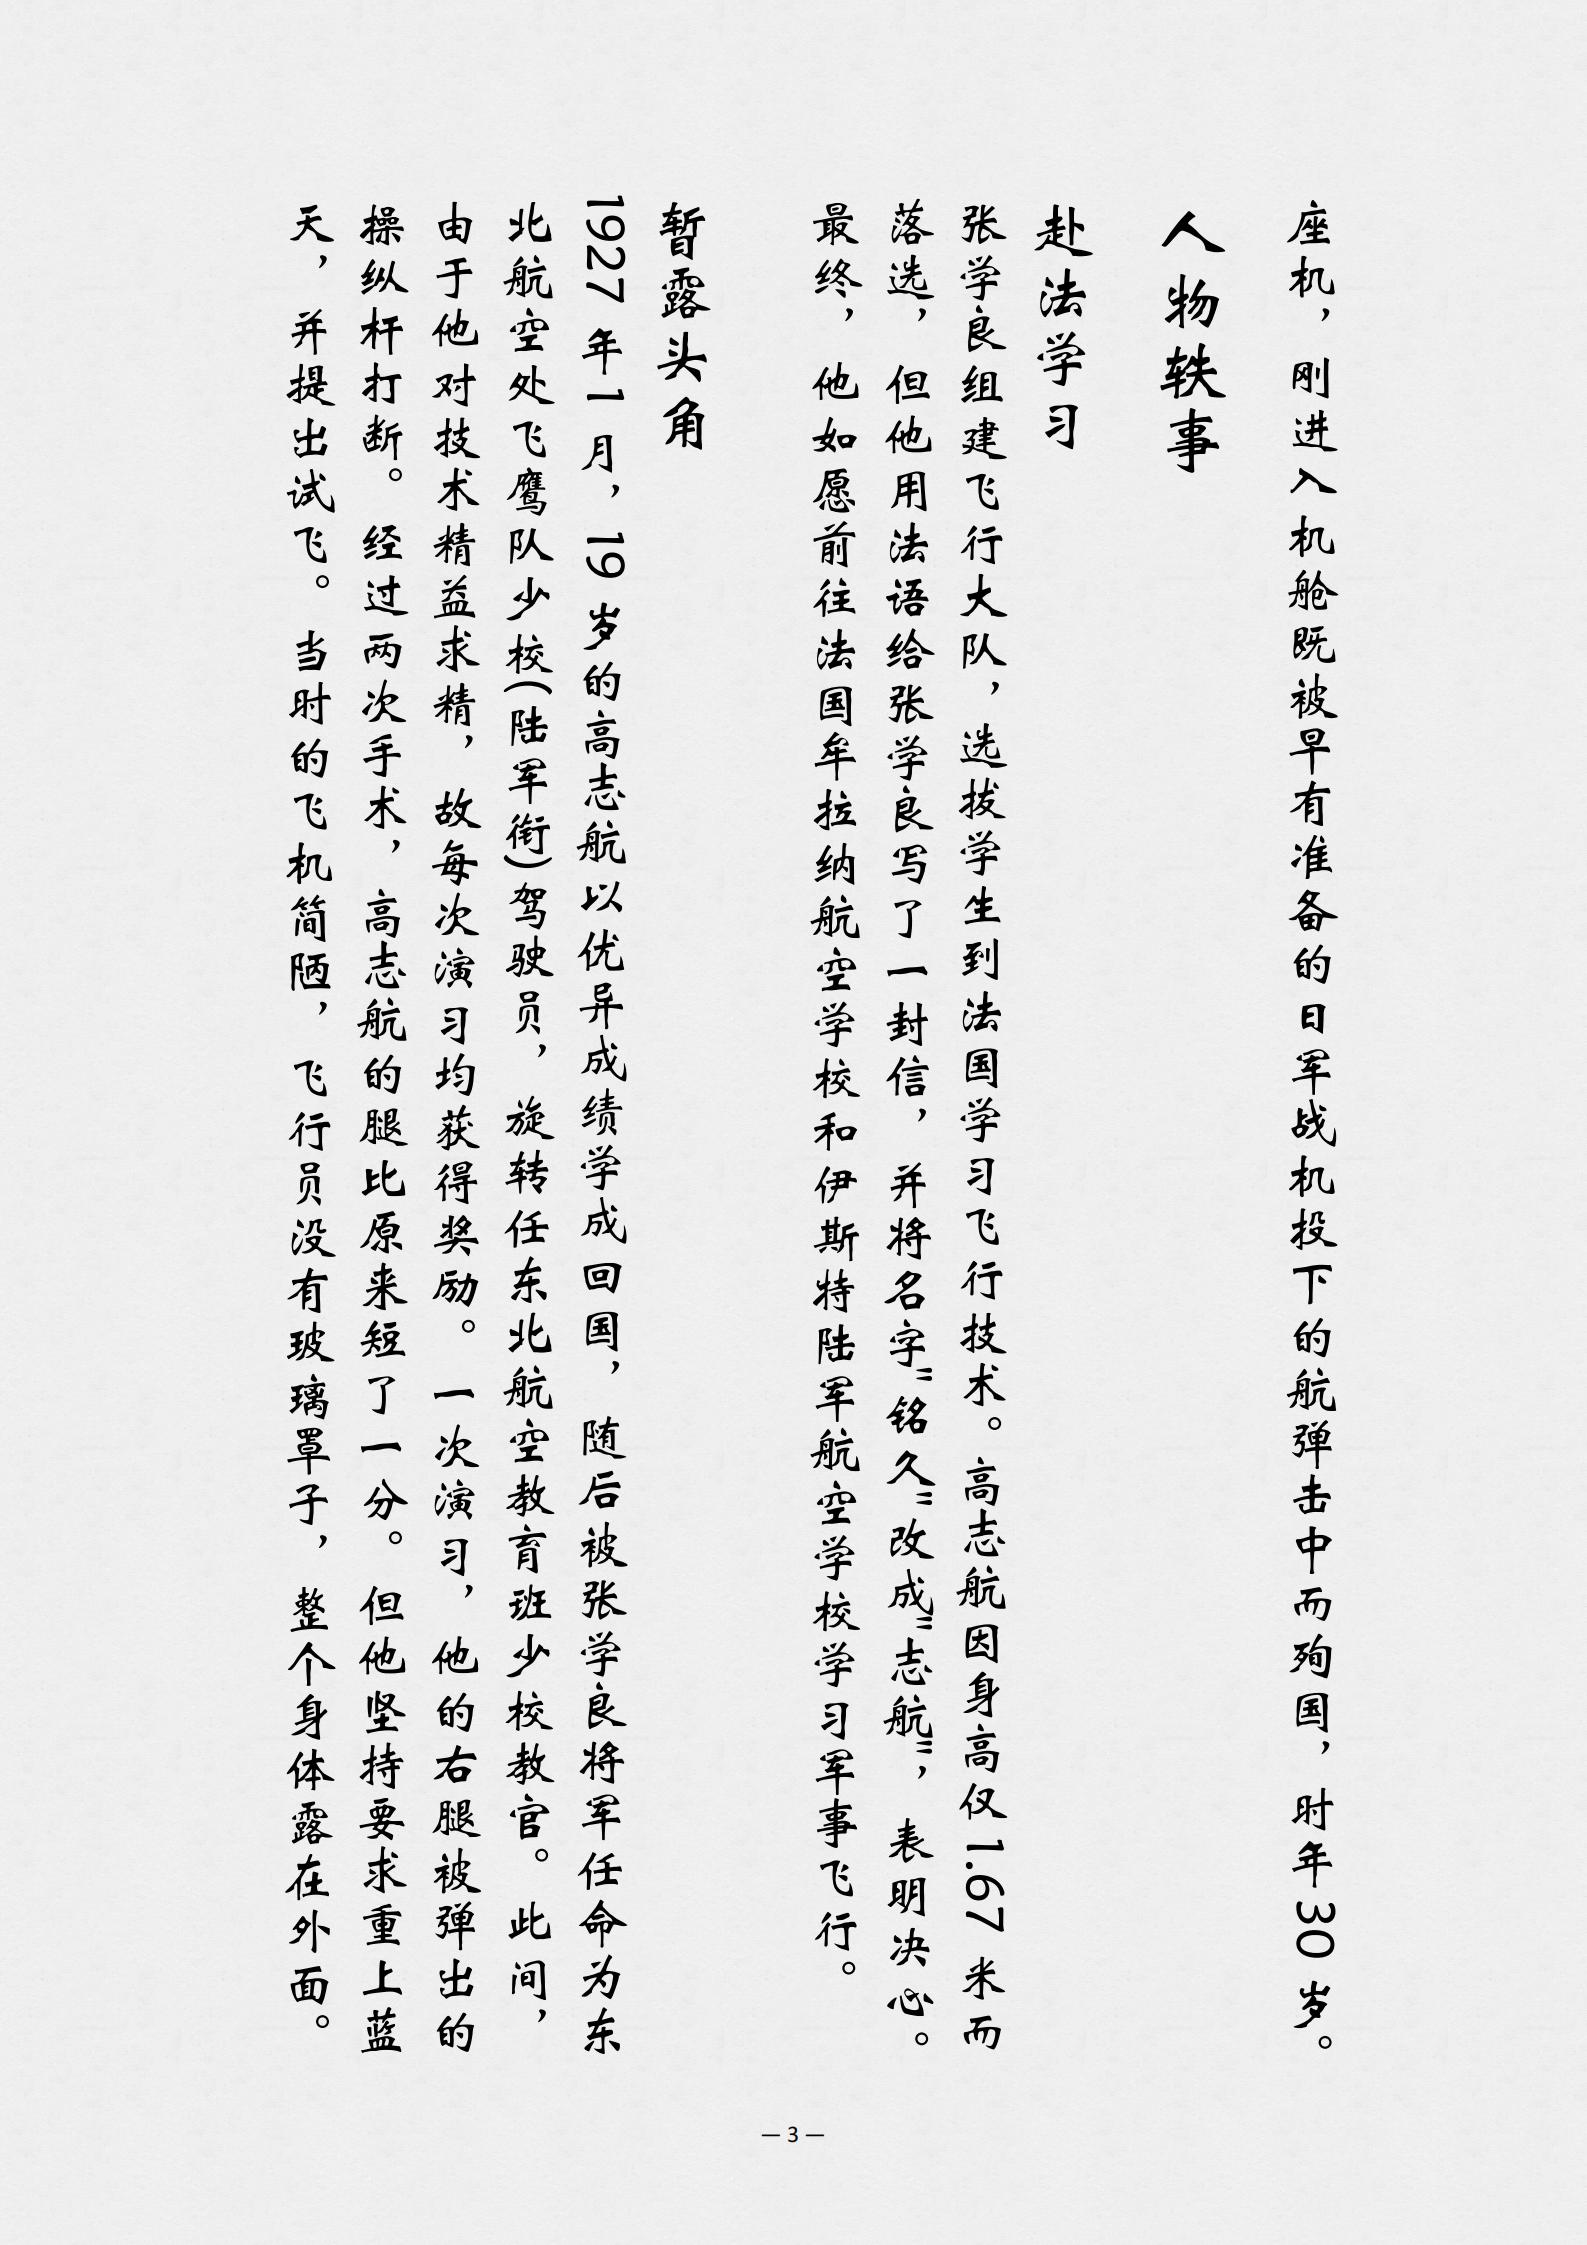 座机，刚进入机舱既被早有准备的日军战机投下的航弹击中而殉国，时年30岁。
人物轶事
赴法学习
张学良组建飞行大队，选拔学生到法国学习飞行技术。高志航因身高仅1.67米而
落选，但他用法语给张学良写了一封信，并将名字"铭久"改成"志航"，表明决心。
最终，他如愿前往法国牟拉纳航空学校和伊斯特陆军航空学校学习军事飞行。
暂露头角
1927年1月，19岁的高志航以优异成绩学成回国，随后被张学良将军任命为东
北航空处飞鹰队少校(陆军衔)驾驶员，旋转任东北航空教育班少校教官。此间，
由于他对技术精益求精，故每次演习均获得奖励。一次演习，他的右腿被弹出的
操纵杆打断。经过两次手术，高志航的腿比原来短了一分。但他坚持要求重上蓝
天，并提出试飞。当时的飞机简陋，飞行员没有玻璃罩子，整个身体露在外面。
— 3 —